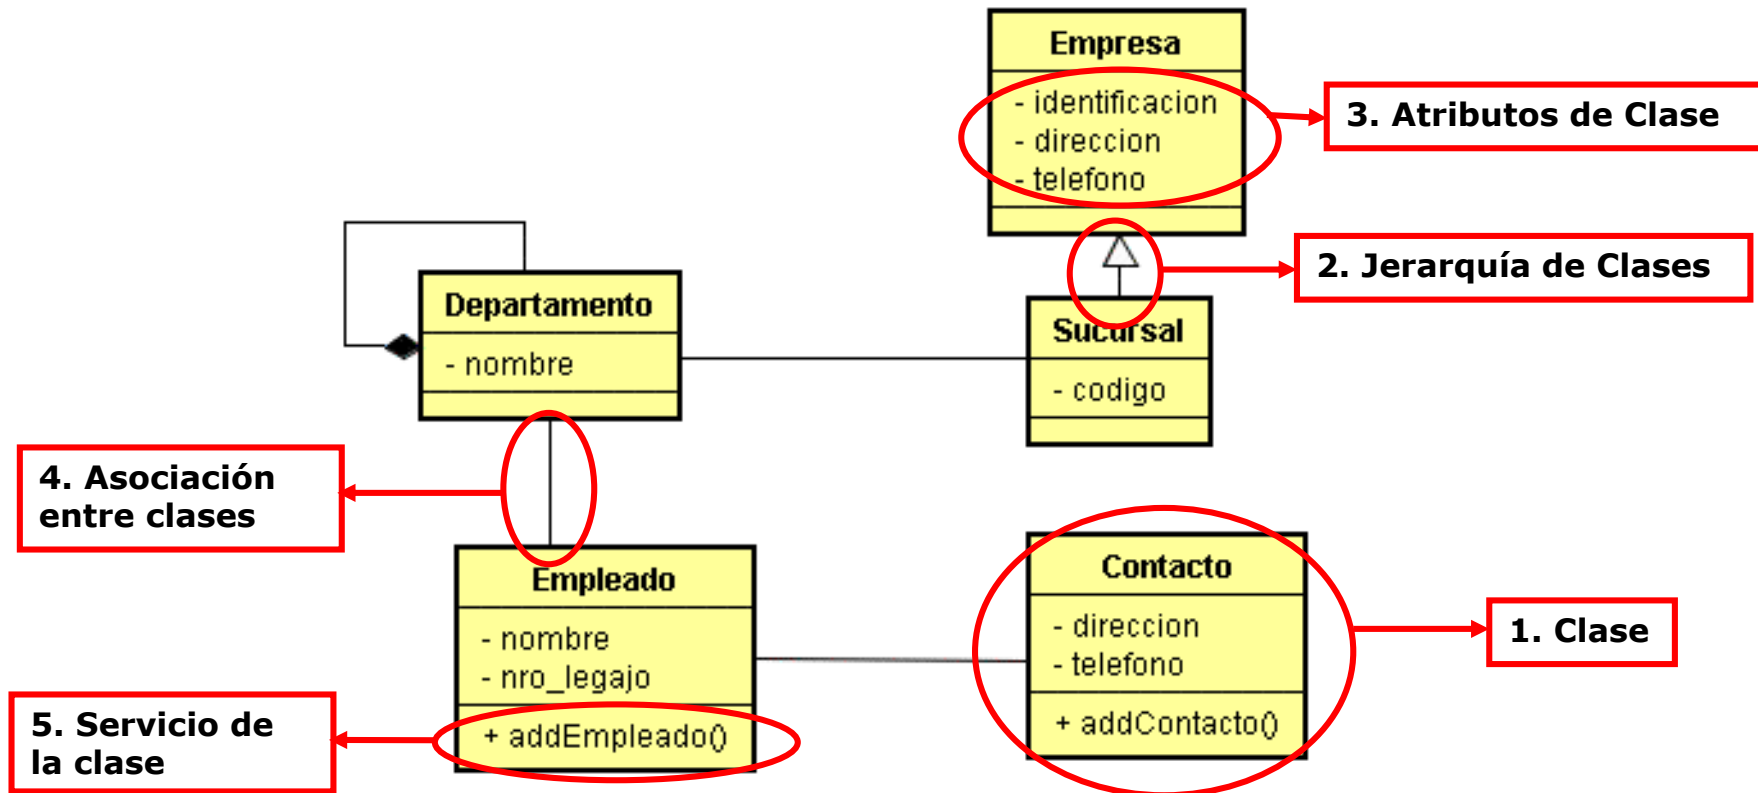 Empresa
- identificacion
- direccion
- telefono
3. Atributos de Clase
2. Jerarquía de Clases
Departamento
- nombre
Sucursal
- codigo
4. Asociación
entre clases
Empleado
- nombre
- nro_legajo
+ addEmpleado()
Contacto
- direccion
- telefono
+ addContacto()
1. Clase
5. Servicio de
la clase